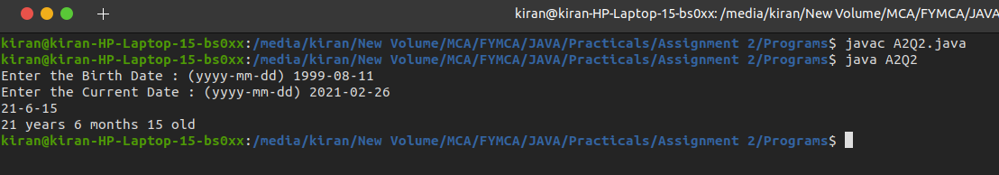 kiran@kiran-HP-Laptop-15-bs0xx: /media/kiran/New Volume/MCA/FYMCA/JAVA
kiran@kiran-HP-Laptop-15-bs0xx:/media/kiran/New Volume/MCA/FYMCA/JAVA/Practicals/Assignment 2/Programs$ javac A2Q2.java
kiran@kiran-HP-Laptop-15-bs0xx:/media/kiran/New Volume/MCA/FYMCA/JAVA/Practicals/Assignment 2/Programs$ java A2Q2
Enter the Birth Date : (yyyy-mm-dd) 1999-08-11
Enter the Current Date : (yyyy-mm-dd) 2021-02-26
21-6-15
21 years 6 months 15 old
kiran@kiran-HP-Laptop-15-bs0xx:/media/kiran/New Volume/MCA/FYMCA/JAVA/Practicals/Assignment 2/Programs$